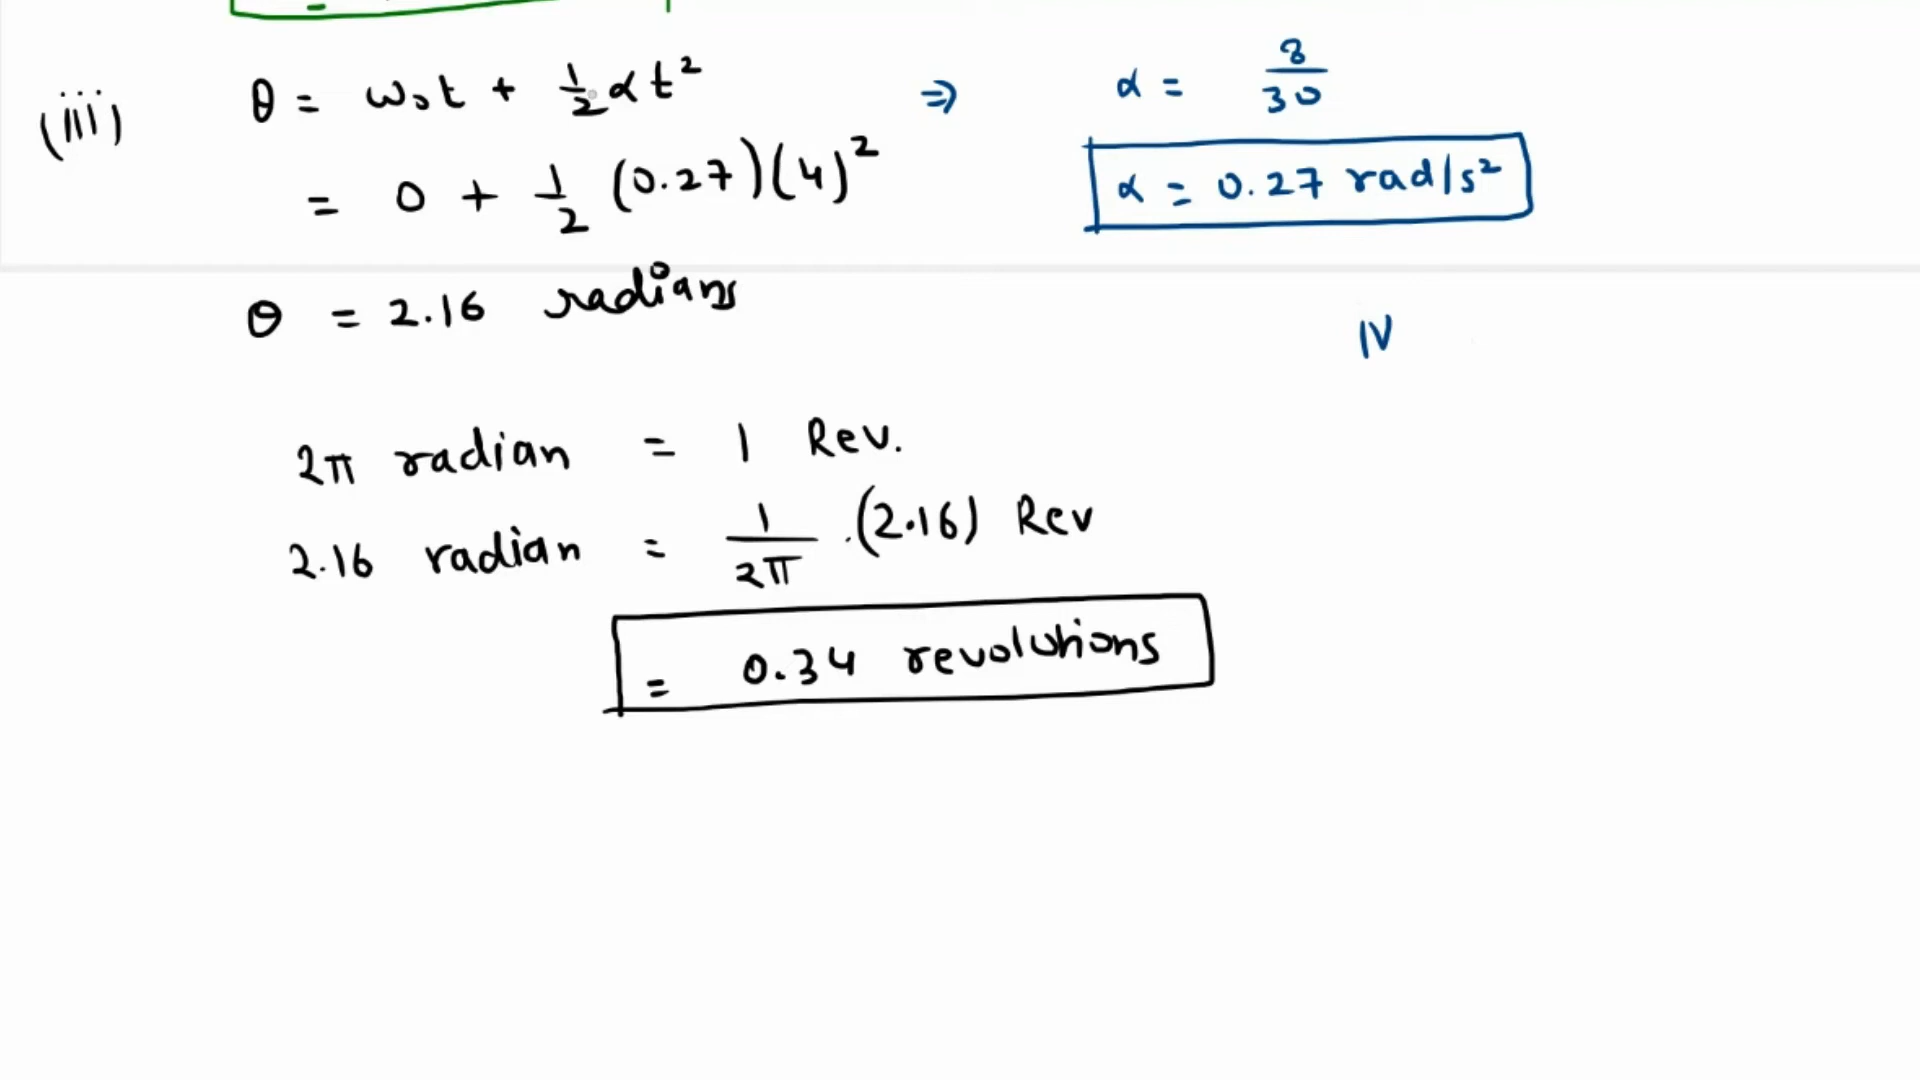 (iii) θ = ω₀t + ½αt²
= 0 + ½ (0.27)(4)²
θ = 2.16 radians
2π radian = 1 Rev.
2.16 radian = 1/2π .(2.16) Rev
= 0.34 revolutions
⇒ α = 8/30
α = 0.27 rad/s²
IV